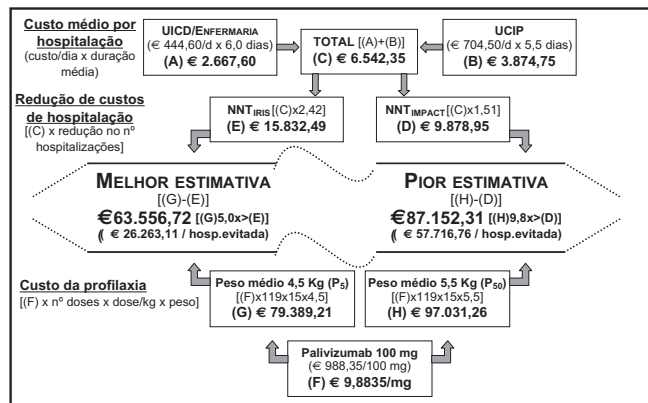 Custo médio por
hospitalação
(custo/dia x duração
média)
UICD/ENFERMARIA
(€ 444,60/d x 6,0 dias)
(A) € 2.667,60
TOTAL [(A)+(B)]
(C) € 6.542,35
UCIP
(€ 704,50/d x 5,5 dias)
(B) € 3.874,75
Redução de custos
de hospitalação
[(C) x redução no nº
hospitalizações]
NNT IRIS [(C)x2,42]
(E) € 15.832,49
NNT IMPACT [(C)x1,51]
(D) € 9.878,95
MELHOR ESTIMATIVA
[(G)-(E)]
€63.556,72 [(G)5,0x>(E)]
(( € 26.263,11 / hosp.evitada)
PIOR ESTIMATIVA
[(H)-(D)]
€87.152,31 [(H)9,8x>(D)]
(( € 57.716,76 / hosp.evitada)
Custo da profilaxia
[(F) x nº doses x dose/kg x peso]
Peso médio 4,5 Kg (P5)
[(F)x119x15x4,5]
(G) € 79.389,21
Peso médio 5,5 Kg (P50)
[(F)x119x15x5,5]
(H) € 97.031,26
Palivizumab 100 mg
(€ 988,35/100 mg)
(F) € 9,8835/mg